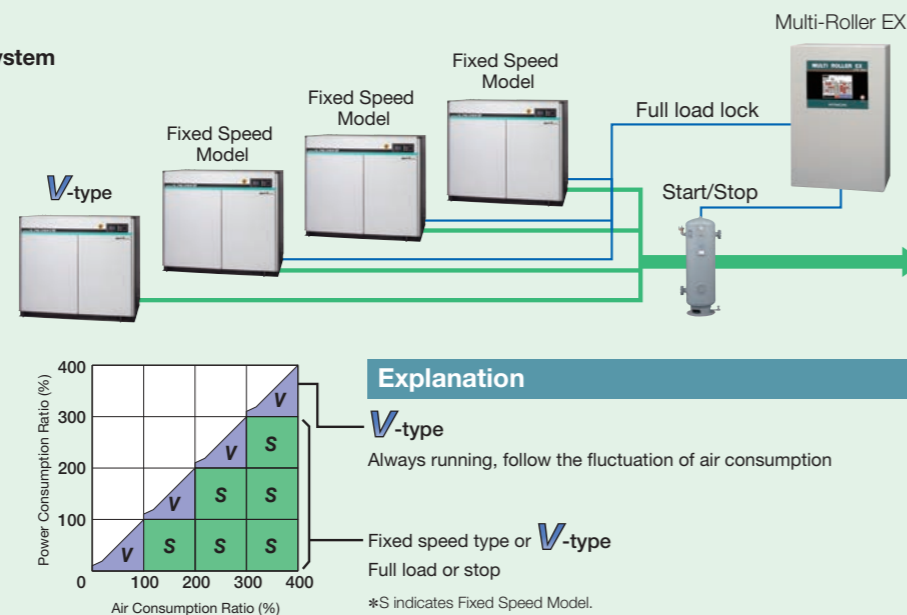 Multi-Roller EX
ystem
Fixed Speed
Model
Fixed Speed
Model
Fixed Speed
Model
V-type
MULTI ROLLER EX
Full load lock
Start/Stop
Power Consumption Ratio (%)
400
300
200
100
0
100
200
300
400
V
V
S
V
S
S
V
S
S
S
Air Consumption Ratio (%)
Explanation
V-type
Always running, follow the fluctuation of air consumption
Fixed speed type or V-type
Full load or stop
*S indicates Fixed Speed Model.